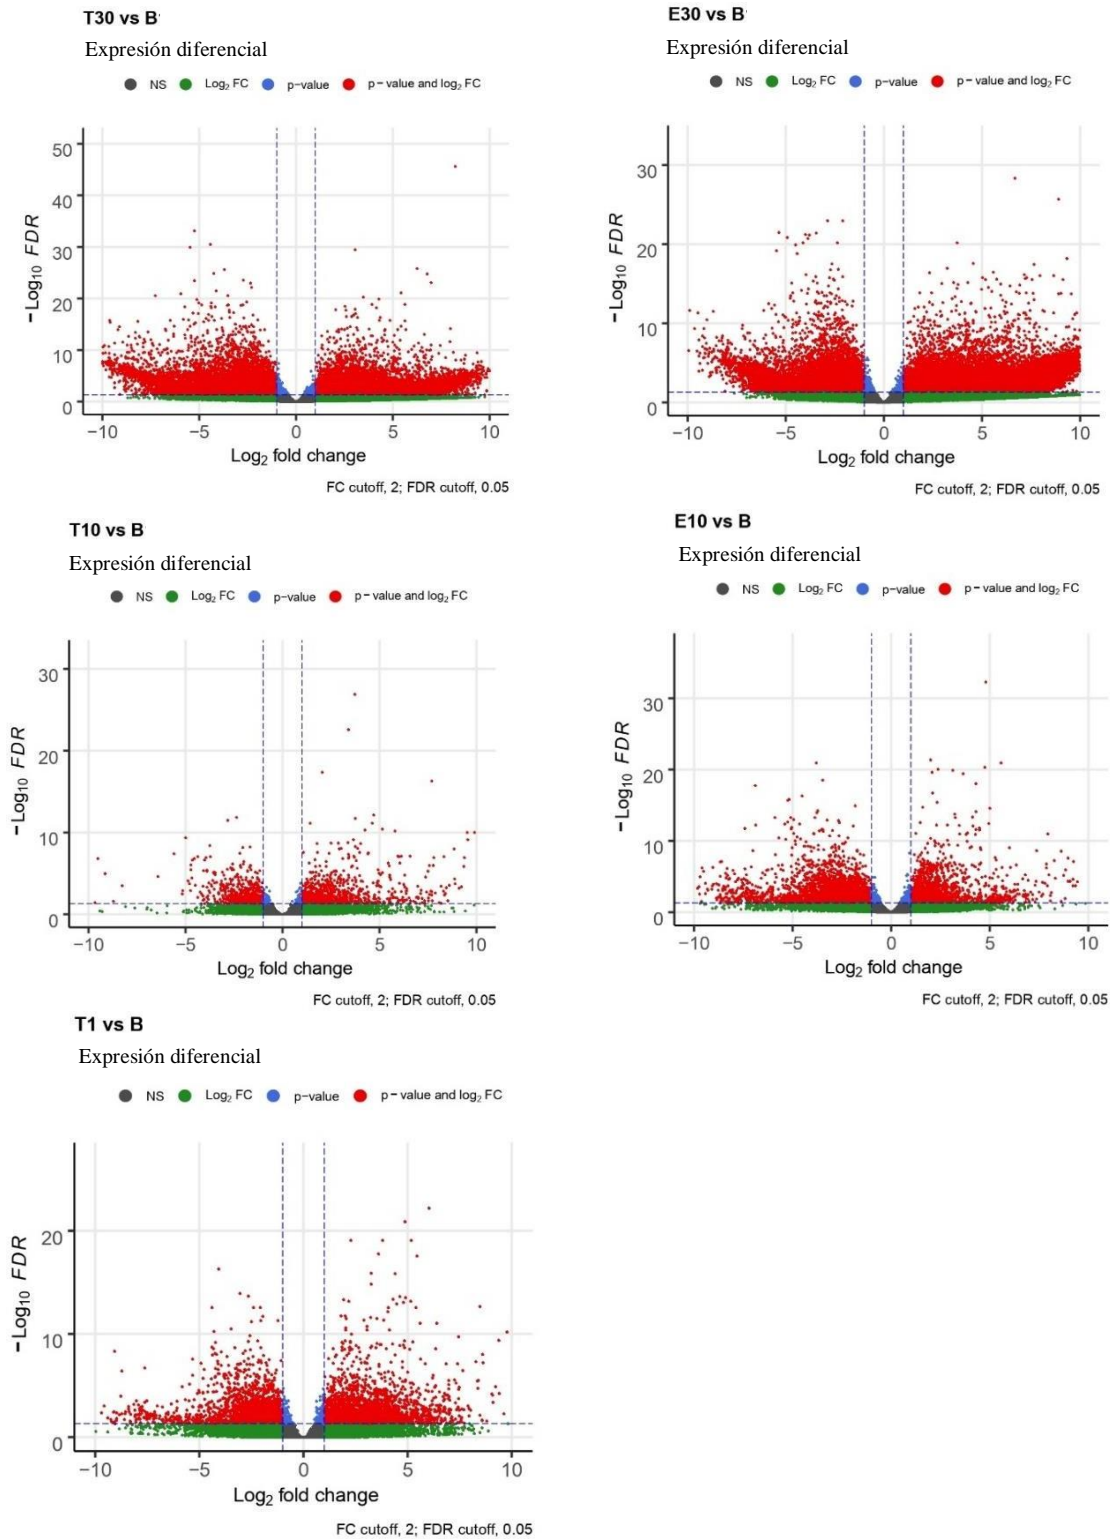 T30 vs B
Expresión diferencial
NS Log₂ FC p−value p − value and log₂ FC
50
40
30
20
10
0
−Log₁₀ FDR
−10 −5 0 5 10
Log₂ fold change
FC cutoff, 2; FDR cutoff, 0.05
E30 vs B
Expresión diferencial
NS Log₂ FC p−value p − value and log₂ FC
30
20
10
0
−Log₁₀ FDR
−10 −5 0 5 10
Log₂ fold change
FC cutoff, 2; FDR cutoff, 0.05
T10 vs B
Expresión diferencial
NS Log₂ FC p−value p − value and log₂ FC
30
20
10
0
−Log₁₀ FDR
−10 −5 0 5 10
Log₂ fold change
FC cutoff, 2; FDR cutoff, 0.05
E10 vs B
Expresión diferencial
NS Log₂ FC p−value p − value and log₂ FC
30
20
10
0
−Log₁₀ FDR
−10 −5 0 5 10
Log₂ fold change
FC cutoff, 2; FDR cutoff, 0.05
T1 vs B
Expresión diferencial
NS Log₂ FC p−value p − value and log₂ FC
20
10
0
−Log₁₀ FDR
−10 −5 0 5 10
Log₂ fold change
FC cutoff, 2; FDR cutoff, 0.05